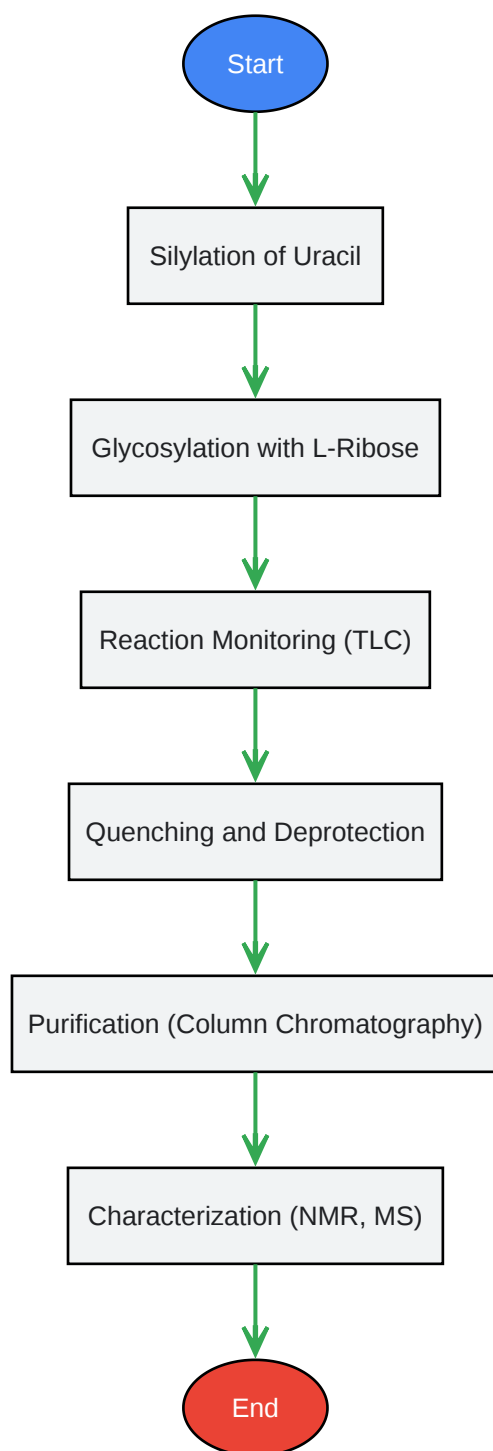 Start
Silylation of Uracil
Glycosylation with L-Ribose
Reaction Monitoring (TLC)
Quenching and Deprotection
Purification (Column Chromatography)
Characterization (NMR, MS)
End